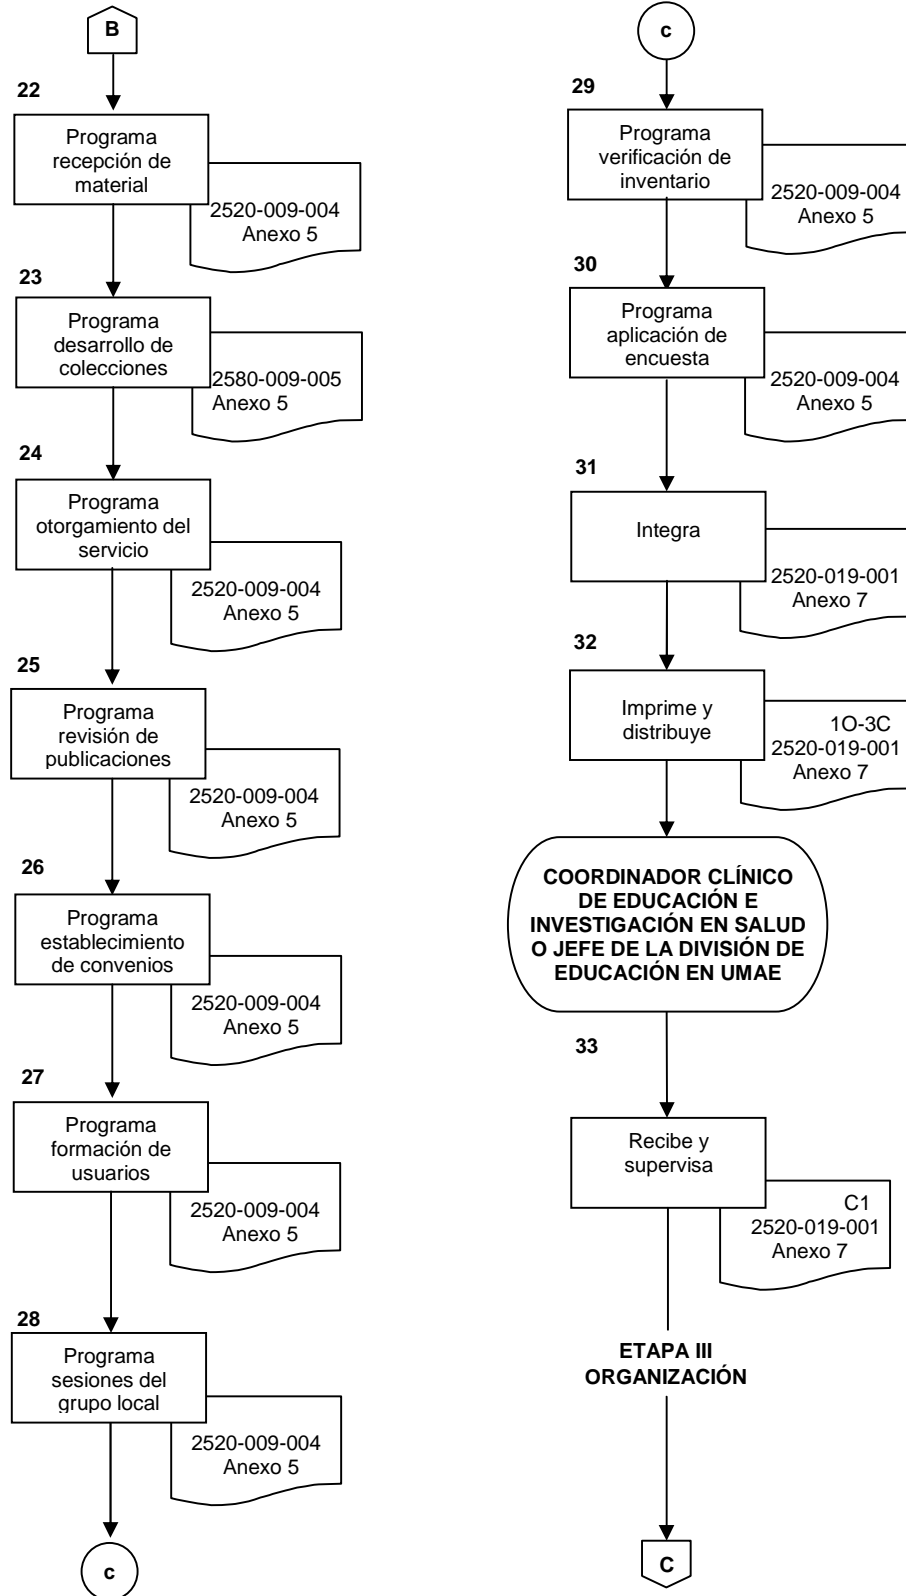 B
22
Programa
recepción de
material
2520-009-004
Anexo 5
23
Programa
desarrollo de
colecciones
2580-009-005
Anexo 5
24
Programa
otorgamiento del
servicio
2520-009-004
Anexo 5
25
Programa
revisión de
publicaciones
2520-009-004
Anexo 5
26
Programa
establecimiento
de convenios
2520-009-004
Anexo 5
27
Programa
formación de
usuarios
2520-009-004
Anexo 5
28
Programa
sesiones del
grupo local
2520-009-004
Anexo 5
c
c
29
Programa
verificación de
inventario
2520-009-004
Anexo 5
30
Programa
aplicación de
encuesta
2520-009-004
Anexo 5
31
Integra
2520-019-001
Anexo 7
32
Imprime y
distribuye
1O-3C
2520-019-001
Anexo 7
COORDINADOR CLÍNICO
DE EDUCACIÓN E
INVESTIGACIÓN EN SALUD
O JEFE DE LA DIVISIÓN DE
EDUCACIÓN EN UMAE
33
Recibe y
supervisa
C1
2520-019-001
Anexo 7
ETAPA III
ORGANIZACIÓN
C